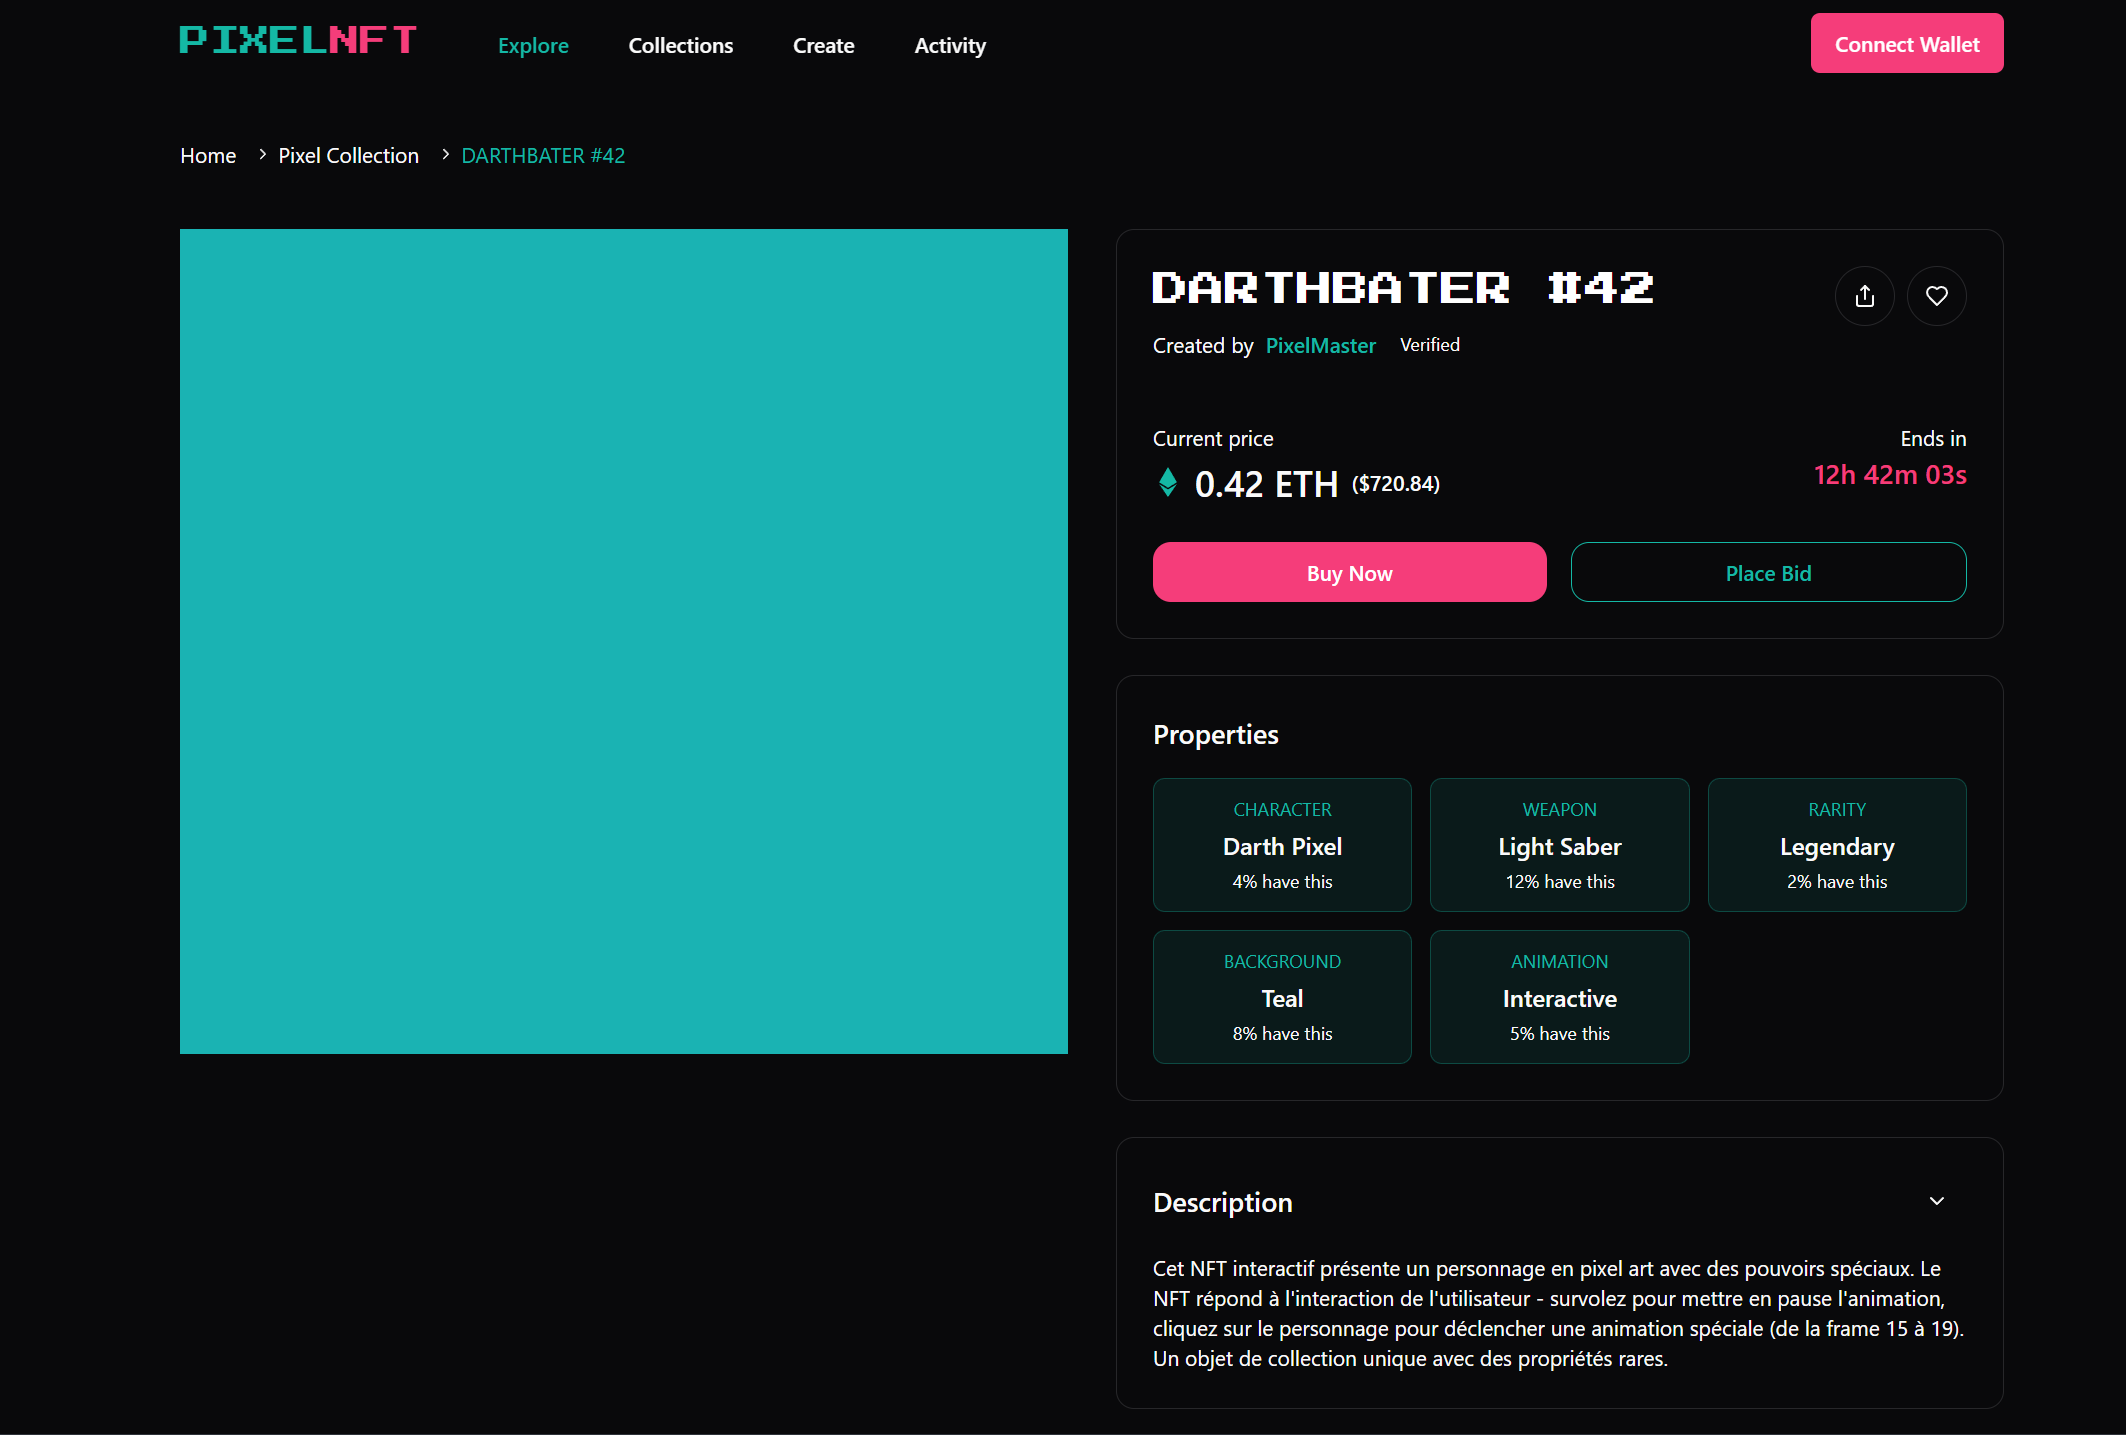 PIXELNFT
Explore
Collections
Create
Activity
Connect Wallet
Home > Pixel Collection > DARTHBATER #42
DARTHBATER #42
Created by PixelMaster Verified
Current price
Ends in
0.42 ETH ($720.84)
12h 42m 03s
Buy Now
Place Bid
Properties
CHARACTER
Darth Pixel
4% have this
WEAPON
Light Saber
12% have this
RARITY
Legendary
2% have this
BACKGROUND
Teal
8% have this
ANIMATION
Interactive
5% have this
Description
Cet NFT interactif présente un personnage en pixel art avec des pouvoirs spéciaux. Le
NFT répond à l'interaction de l'utilisateur - survolez pour mettre en pause l'animation,
cliquez sur le personnage pour déclencher une animation spéciale (de la frame 15 à 19).
Un objet de collection unique avec des propriétés rares.